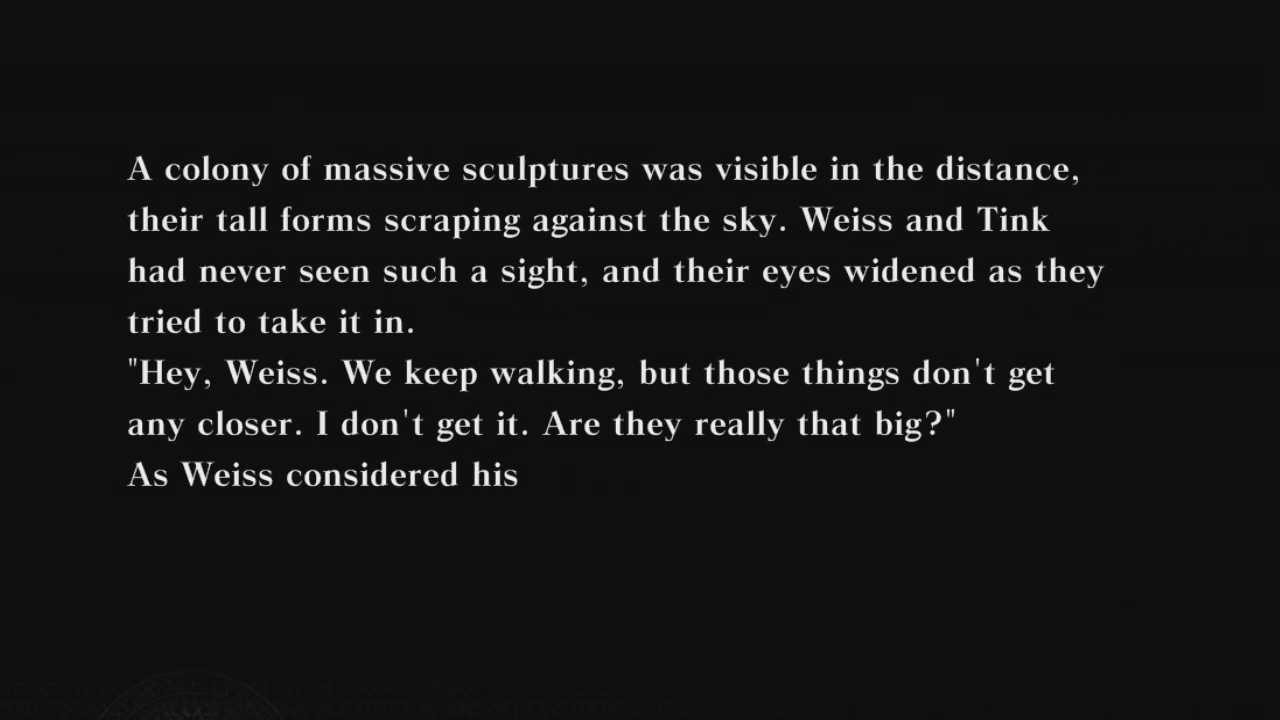 A colony of massive sculptures was visible in the distance,
their tall forms scraping against the sky. Weiss and Tink
had never seen such a sight, and their eyes widened as they
tried to take it in.
"Hey, Weiss. We keep walking, but those things don't get
any closer. I don't get it. Are they really that big?"
As Weiss considered his